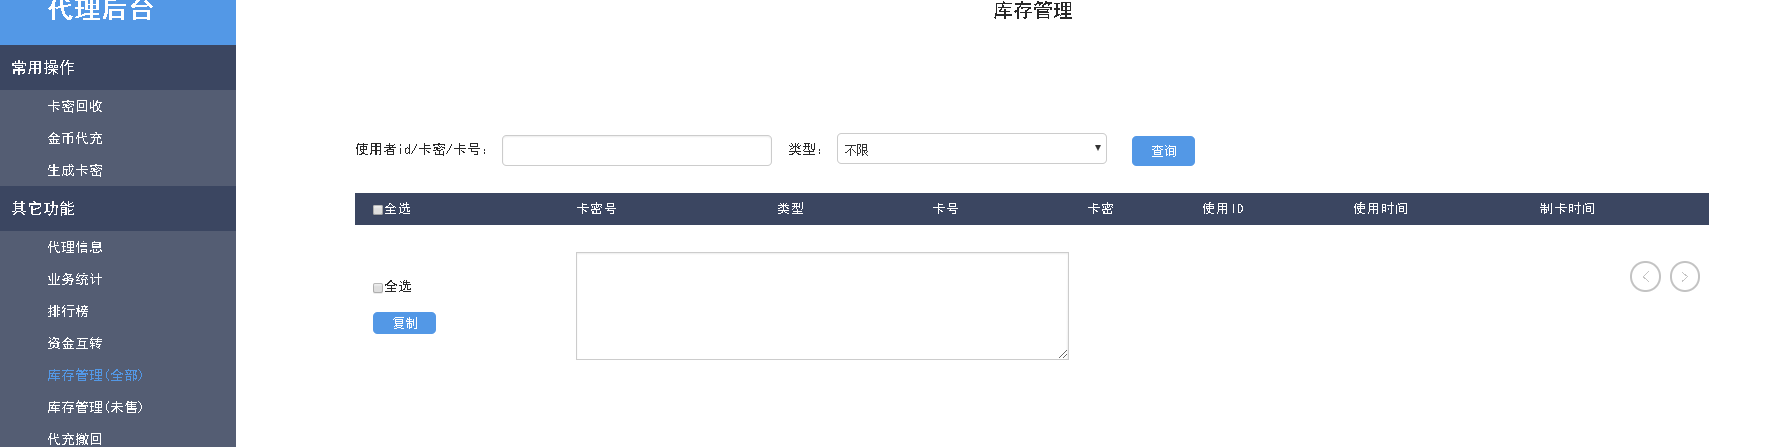 代理后台
常用操作
卡密回收
金币代充
生成卡密
其它功能
代理信息
业务统计
排行榜
资金互转
库存管理(全部)
库存管理(未售)
代充撤回
库存管理
使用者id/卡密/卡号： 类型： 不限 查询
全选 卡密号 类型 卡号 卡密 使用ID 使用时间 制卡时间
全选
复制